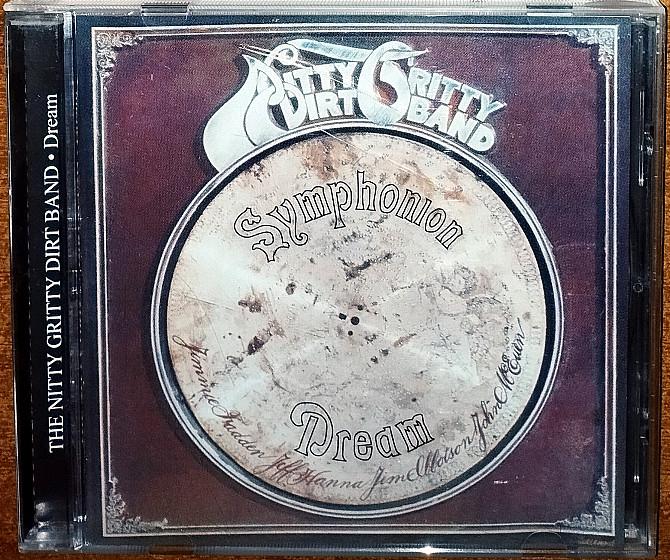 THE NITTY GRITTY DIRT BAND • Dream
NITTY GRITTY
DIRT BAND
Symphonion
Dream
Jimmie Fadden Jeff Hanna Jim Ibbotson John McEuen